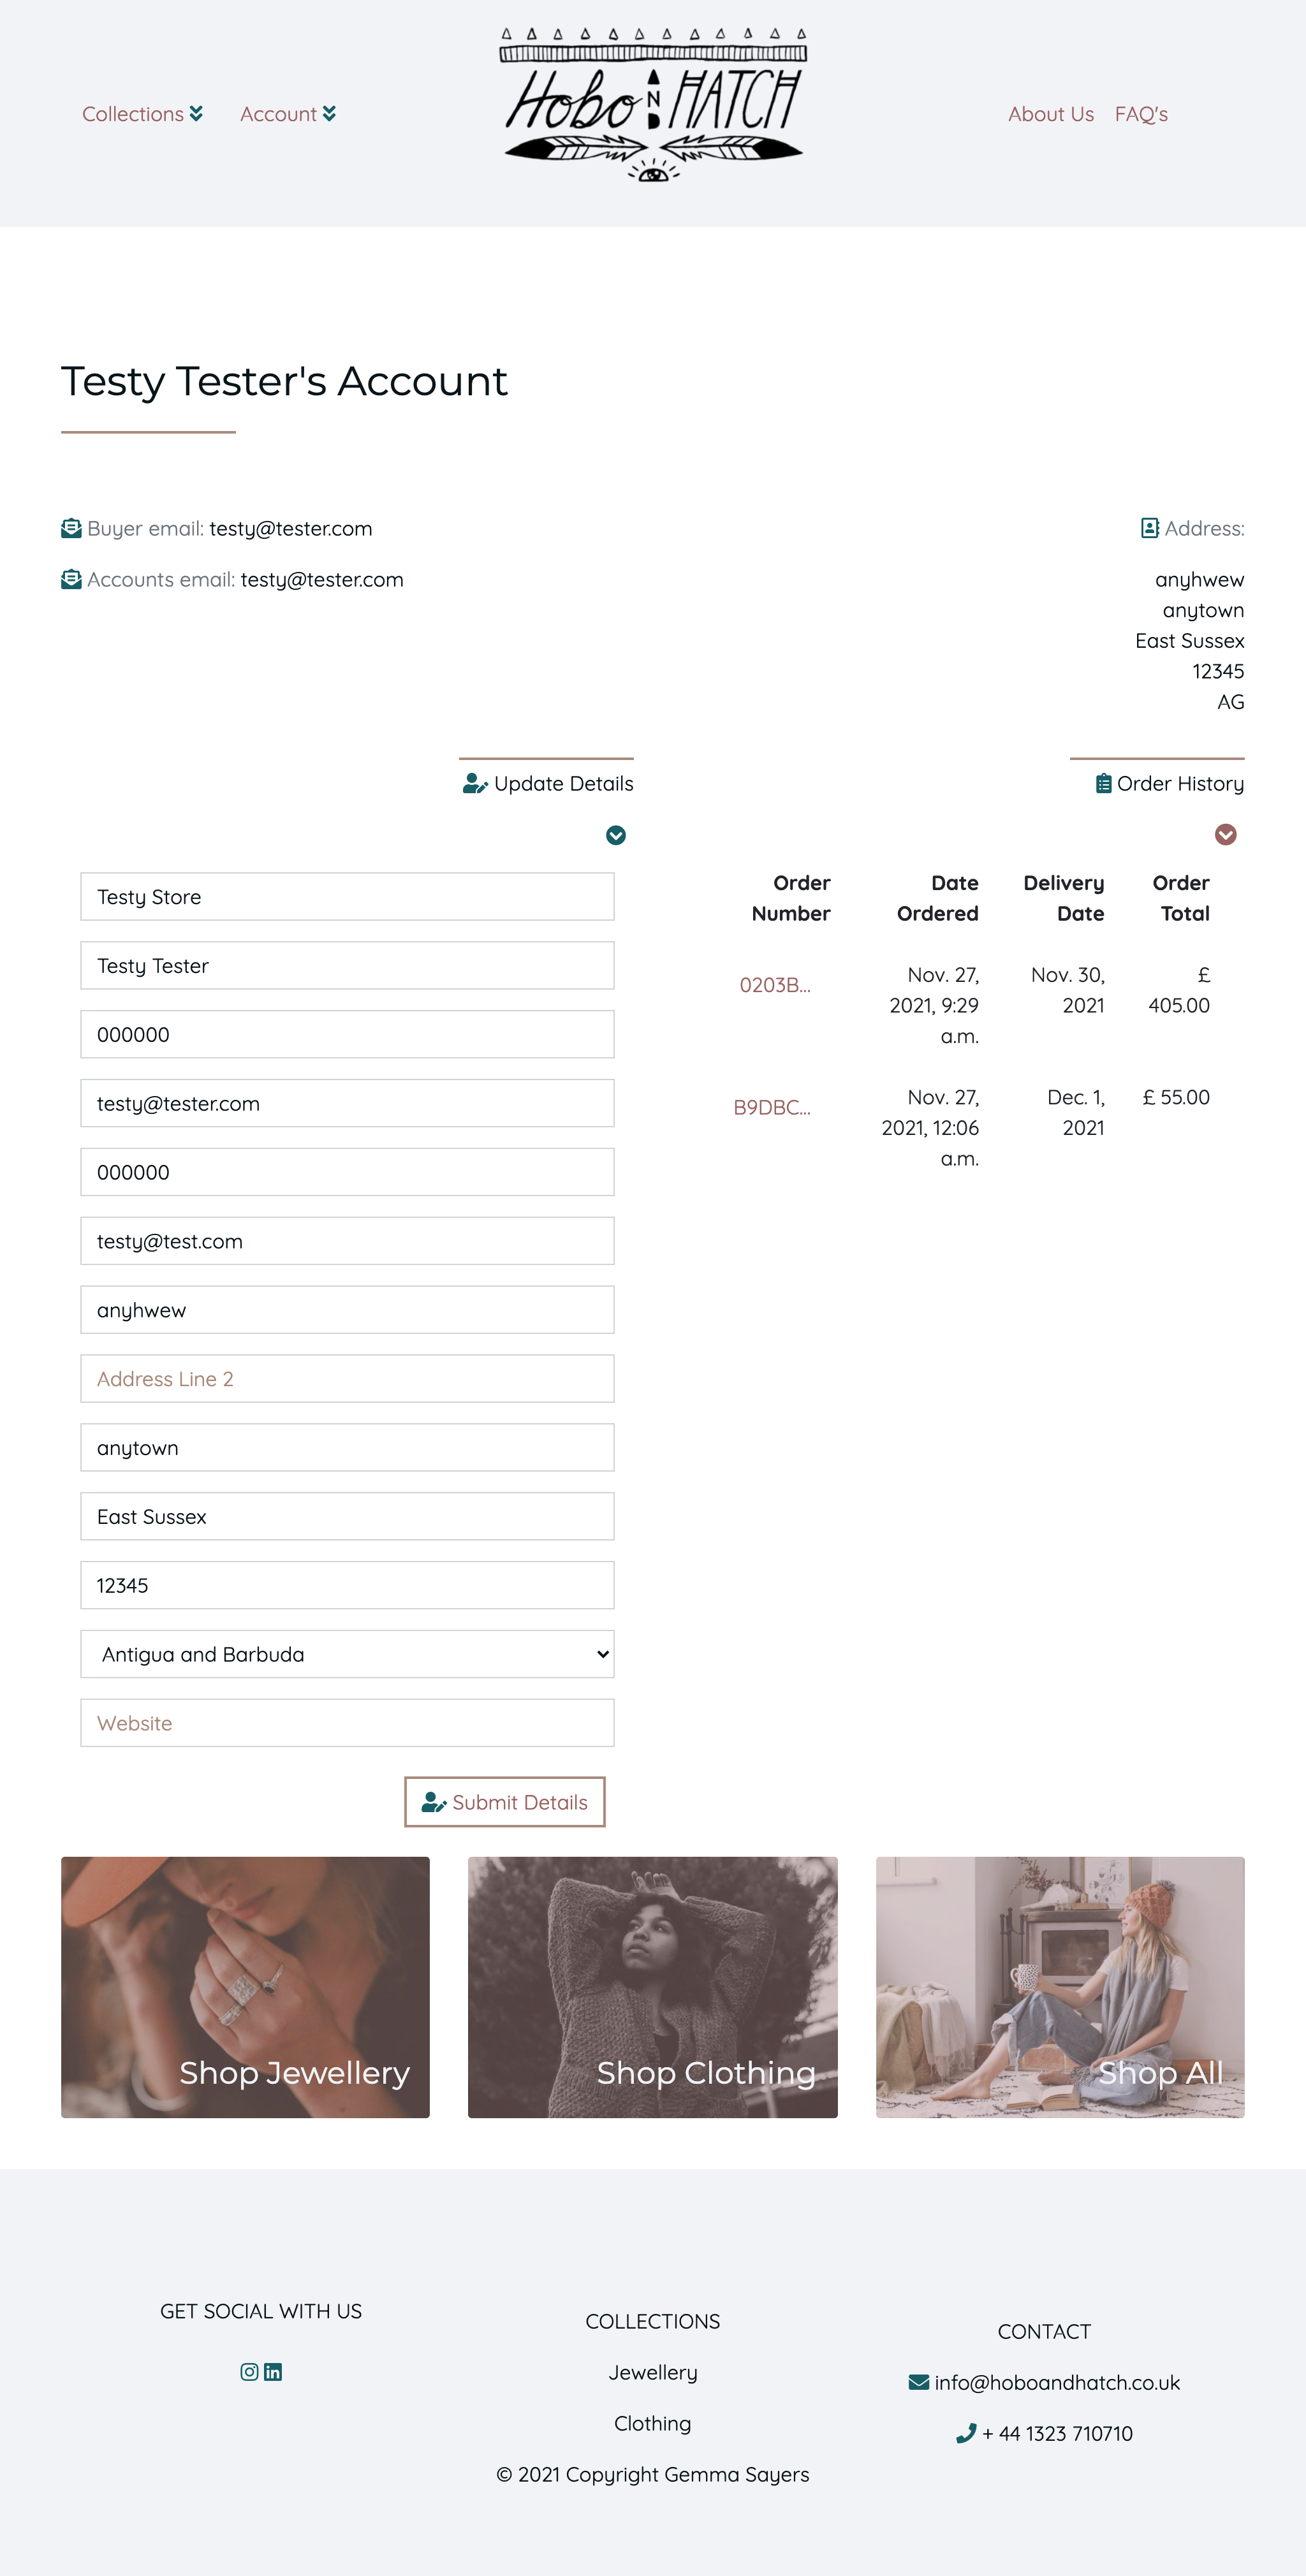 Collections
Account
Hobo AND HATCH
About Us
FAQ's
Testy Tester's Account
Buyer email: testy@tester.com
Accounts email: testy@tester.com
Address:
anyhwew
anytown
East Sussex
12345
AG
Update Details
Testy Store
Testy Tester
000000
testy@tester.com
000000
testy@test.com
anyhwew
Address Line 2
anytown
East Sussex
12345
Antigua and Barbuda
Website
Submit Details
Order History
Order Number Date Ordered Delivery Date Order Total
0203B... Nov. 27, 2021, 9:29 a.m. Nov. 30, 2021 £ 405.00
B9DBC... Nov. 27, 2021, 12:06 a.m. Dec. 1, 2021 £ 55.00
Shop Jewellery
Shop Clothing
Shop All
GET SOCIAL WITH US
COLLECTIONS
Jewellery
Clothing
© 2021 Copyright Gemma Sayers
CONTACT
info@hoboandhatch.co.uk
+ 44 1323 710710